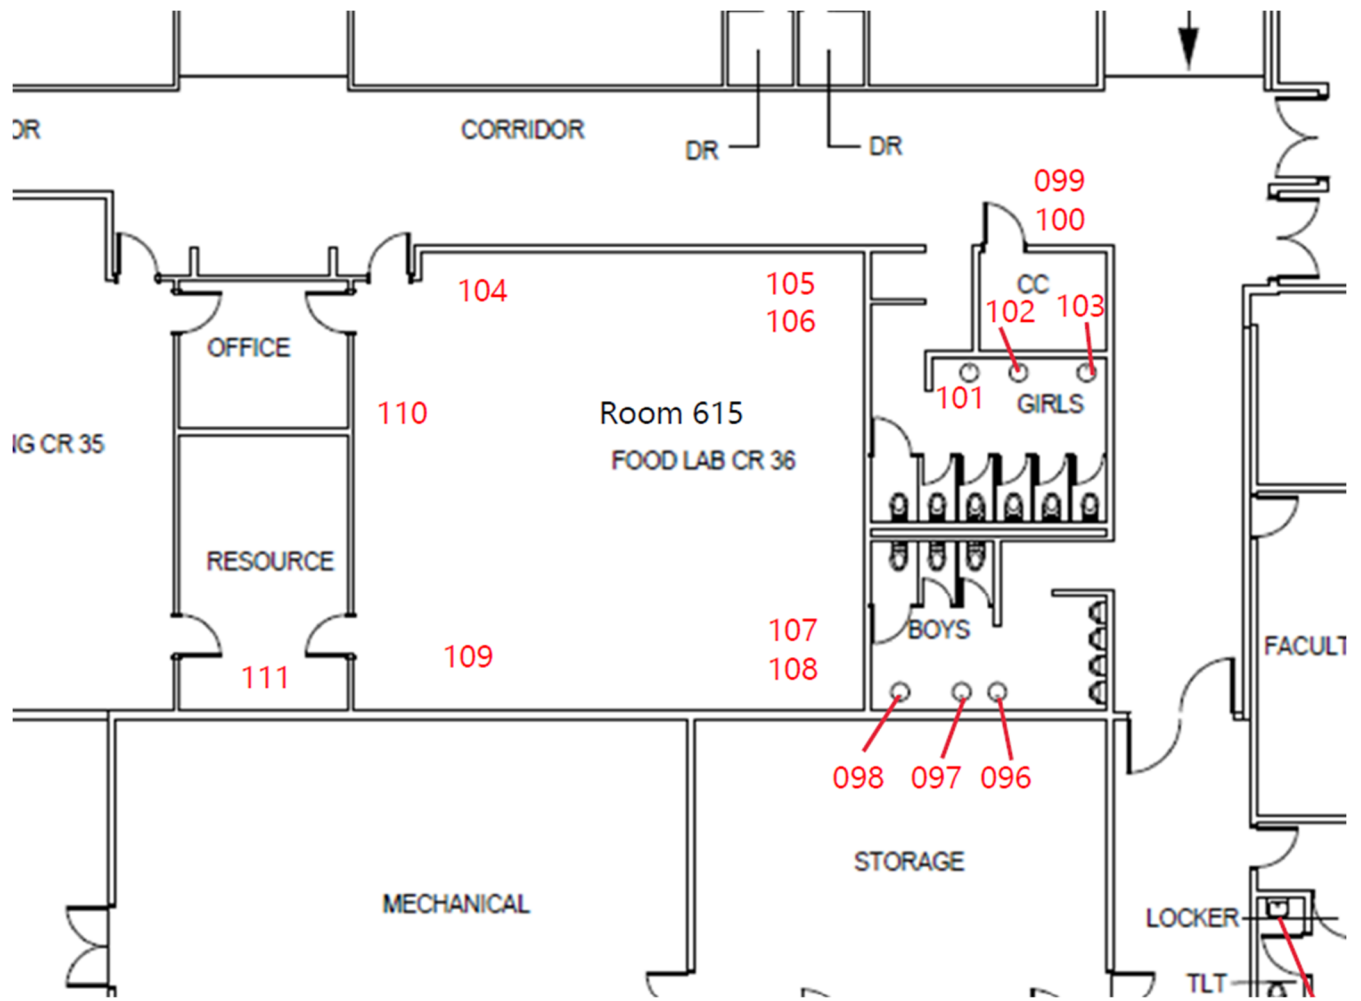 OR
CORRIDOR
DR
DR
099
100
CC
104
105
106
102
103
OFFICE
101
GIRLS
110
Room 615
FOOD LAB CR 36
NG CR 35
RESOURCE
BOYS
107
108
109
111
FACULT
098
097
096
STORAGE
MECHANICAL
LOCKER
TLT